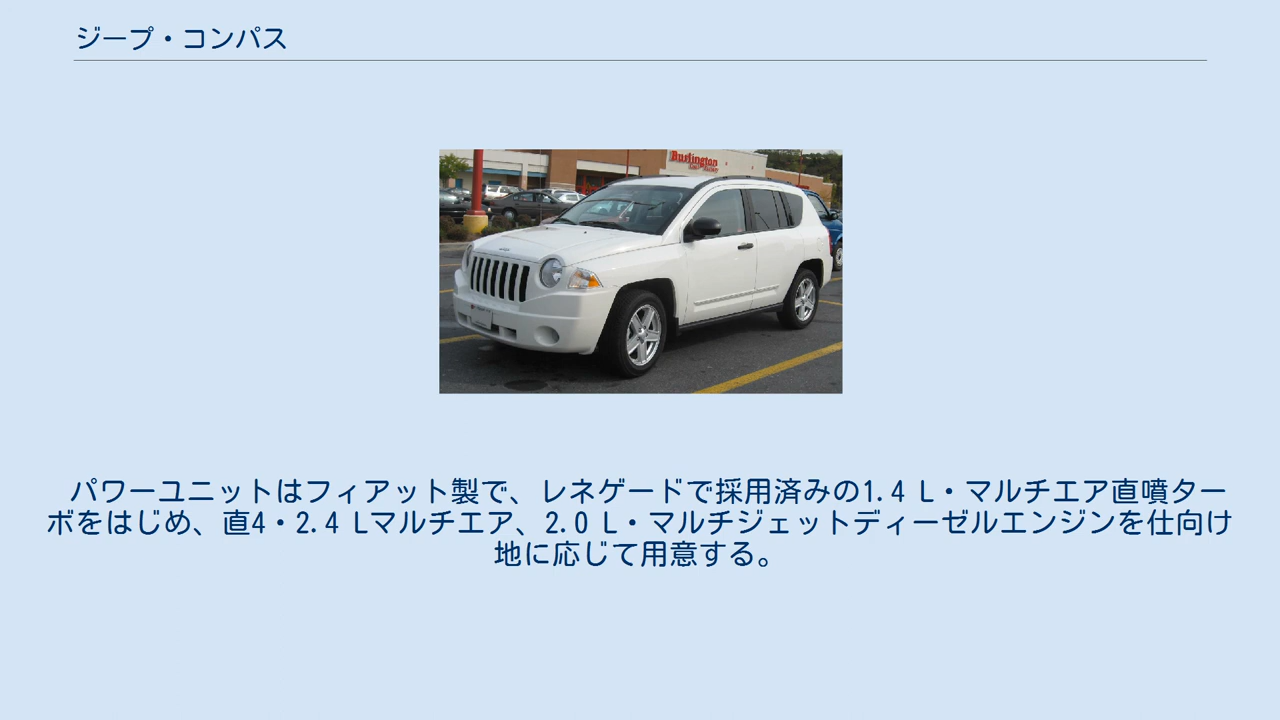 ジープ・コンパス
Burlington
パワーユニットはフィアット製で、レネゲードで採用済みの1.4 L・マルチエア直噴ター
ボをはじめ、直4・2.4 Lマルチエア、2.0 L・マルチジェットディーゼルエンジンを仕向け
地に応じて用意する。